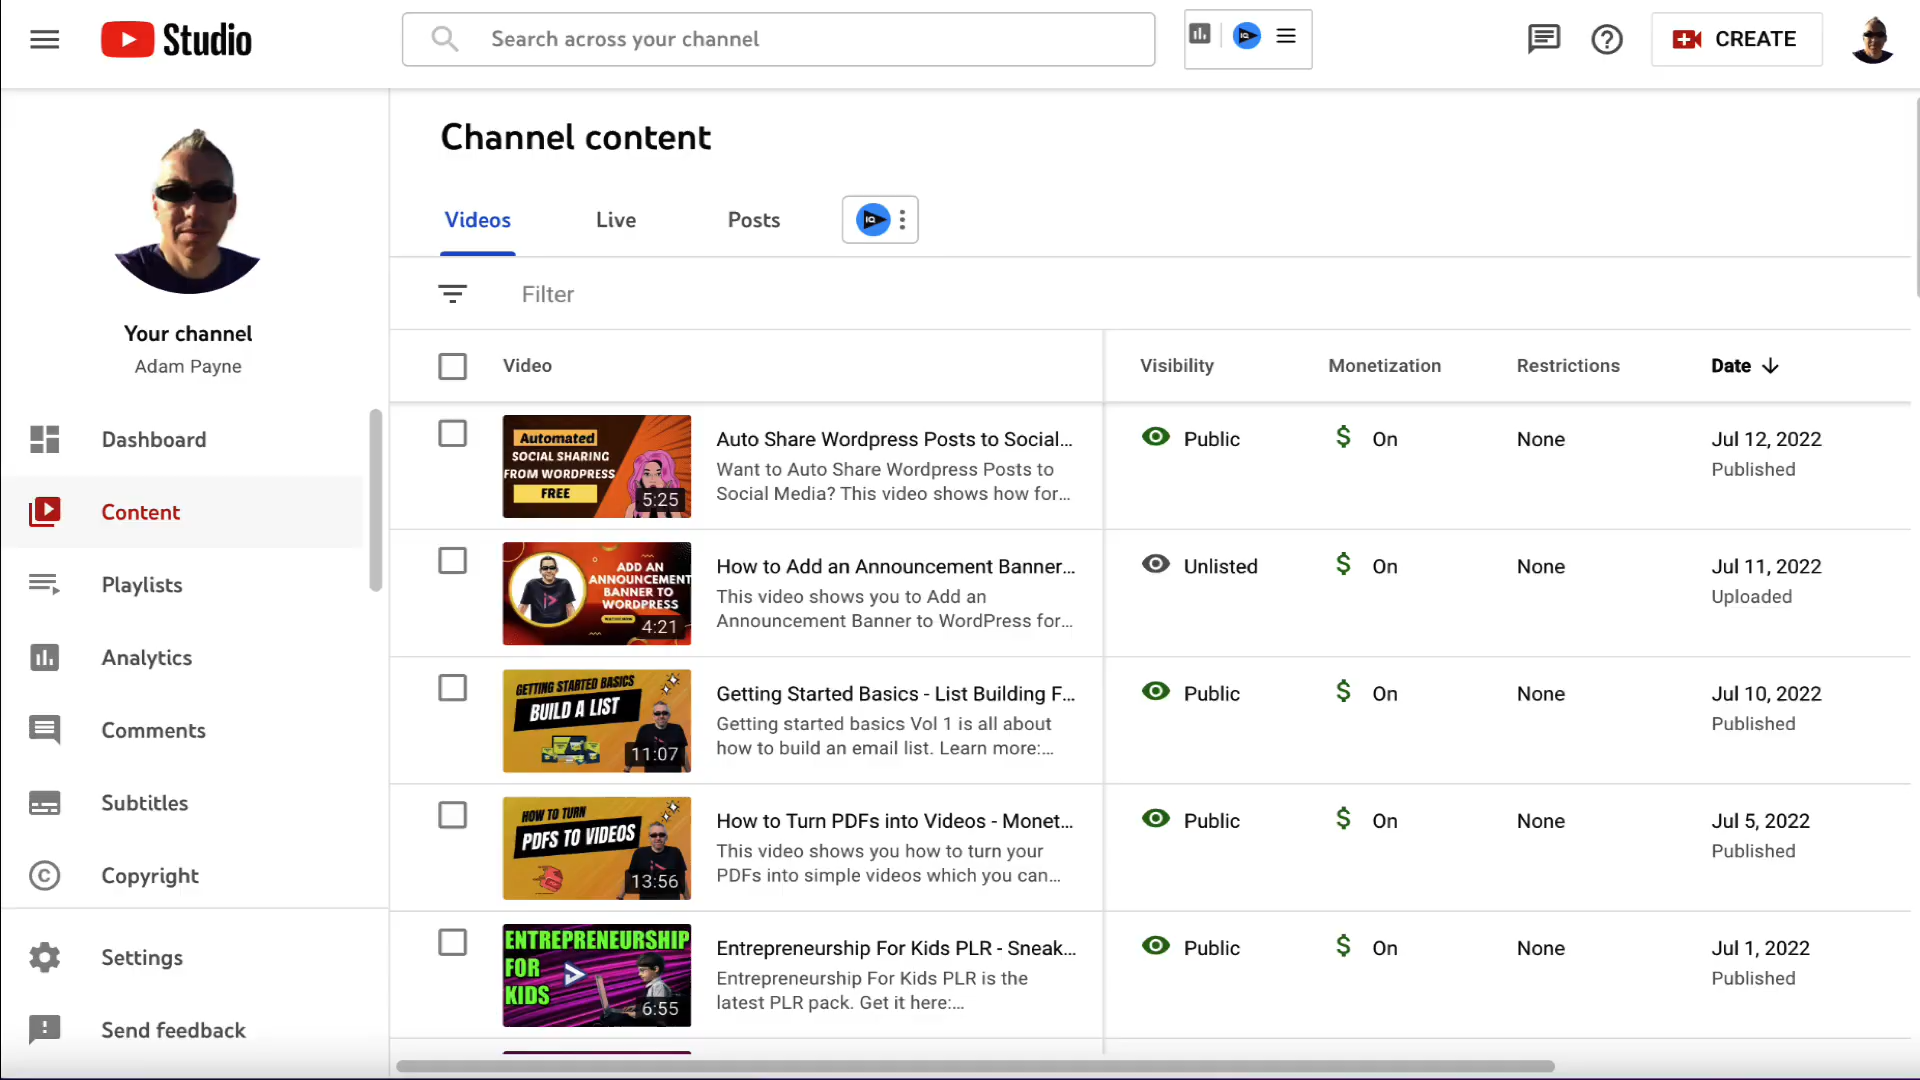 Studio
Search across your channel
IQ
CREATE
Your channel
Adam Payne
Dashboard
Content
Playlists
Analytics
Comments
Subtitles
Copyright
Settings
Send feedback
Channel content
Videos
Live
Posts
IQ
Filter
Video
Visibility
Monetization
Restrictions
Date
Automated
SOCIAL SHARING
FROM WORDPRESS
FREE
5:25
Auto Share Wordpress Posts to Social...
Want to Auto Share Wordpress Posts to
Social Media? This video shows how for...
Public
$ On
None
Jul 12, 2022
Published
ADD AN
ANNOUNCEMENT
BANNER TO
WORDPRESS
4:21
How to Add an Announcement Banner...
This video shows you to Add an
Announcement Banner to WordPress for...
Unlisted
$ On
None
Jul 11, 2022
Uploaded
GETTING STARTED BASICS
BUILD A LIST
11:07
Getting Started Basics - List Building F...
Getting started basics Vol 1 is all about
how to build an email list. Learn more:...
Public
$ On
None
Jul 10, 2022
Published
HOW TO TURN
PDFS TO VIDEOS
13:56
How to Turn PDFs into Videos - Monet...
This video shows you how to turn your
PDFs into simple videos which you can...
Public
$ On
None
Jul 5, 2022
Published
ENTREPRENEURSHIP
FOR
KIDS
6:55
Entrepreneurship For Kids PLR - Sneak...
Entrepreneurship For Kids PLR is the
latest PLR pack. Get it here:...
Public
$ On
None
Jul 1, 2022
Published